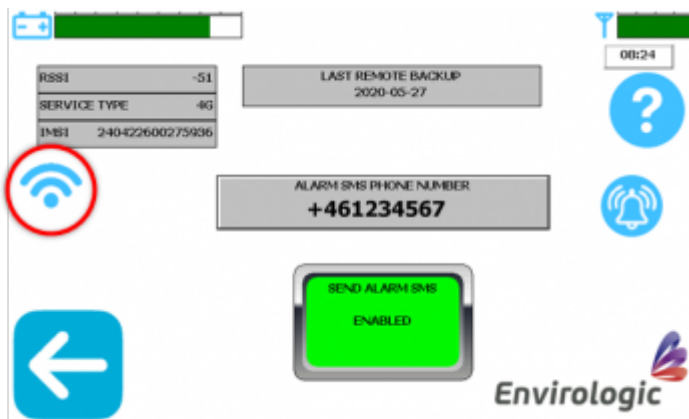 08:24
RSSI -51
SERVICE TYPE 4G
IMSI 240422600275936
LAST REMOTE BACKUP
2020-05-27
?
ALARM SMS PHONE NUMBER
+461234567
SEND ALARM SMS
ENABLED
Envirologic